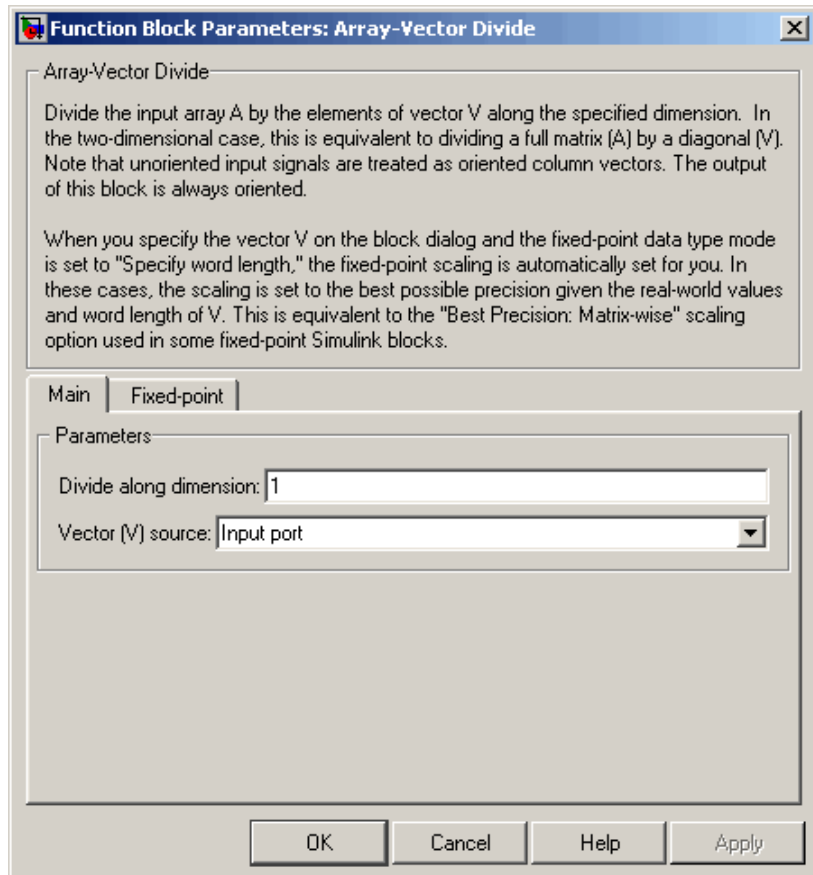 Function Block Parameters: Array-Vector Divide
Array-Vector Divide
Divide the input array A by the elements of vector V along the specified dimension. In
the two-dimensional case, this is equivalent to dividing a full matrix (A) by a diagonal (V).
Note that unoriented input signals are treated as oriented column vectors. The output
of this block is always oriented.
When you specify the vector V on the block dialog and the fixed-point data type mode
is set to "Specify word length," the fixed-point scaling is automatically set for you. In
these cases, the scaling is set to the best possible precision given the real-world values
and word length of V. This is equivalent to the "Best Precision: Matrix-wise" scaling
option used in some fixed-point Simulink blocks.
Main Fixed-point
Parameters
Divide along dimension: 1
Vector (V) source: Input port
OK Cancel Help Apply